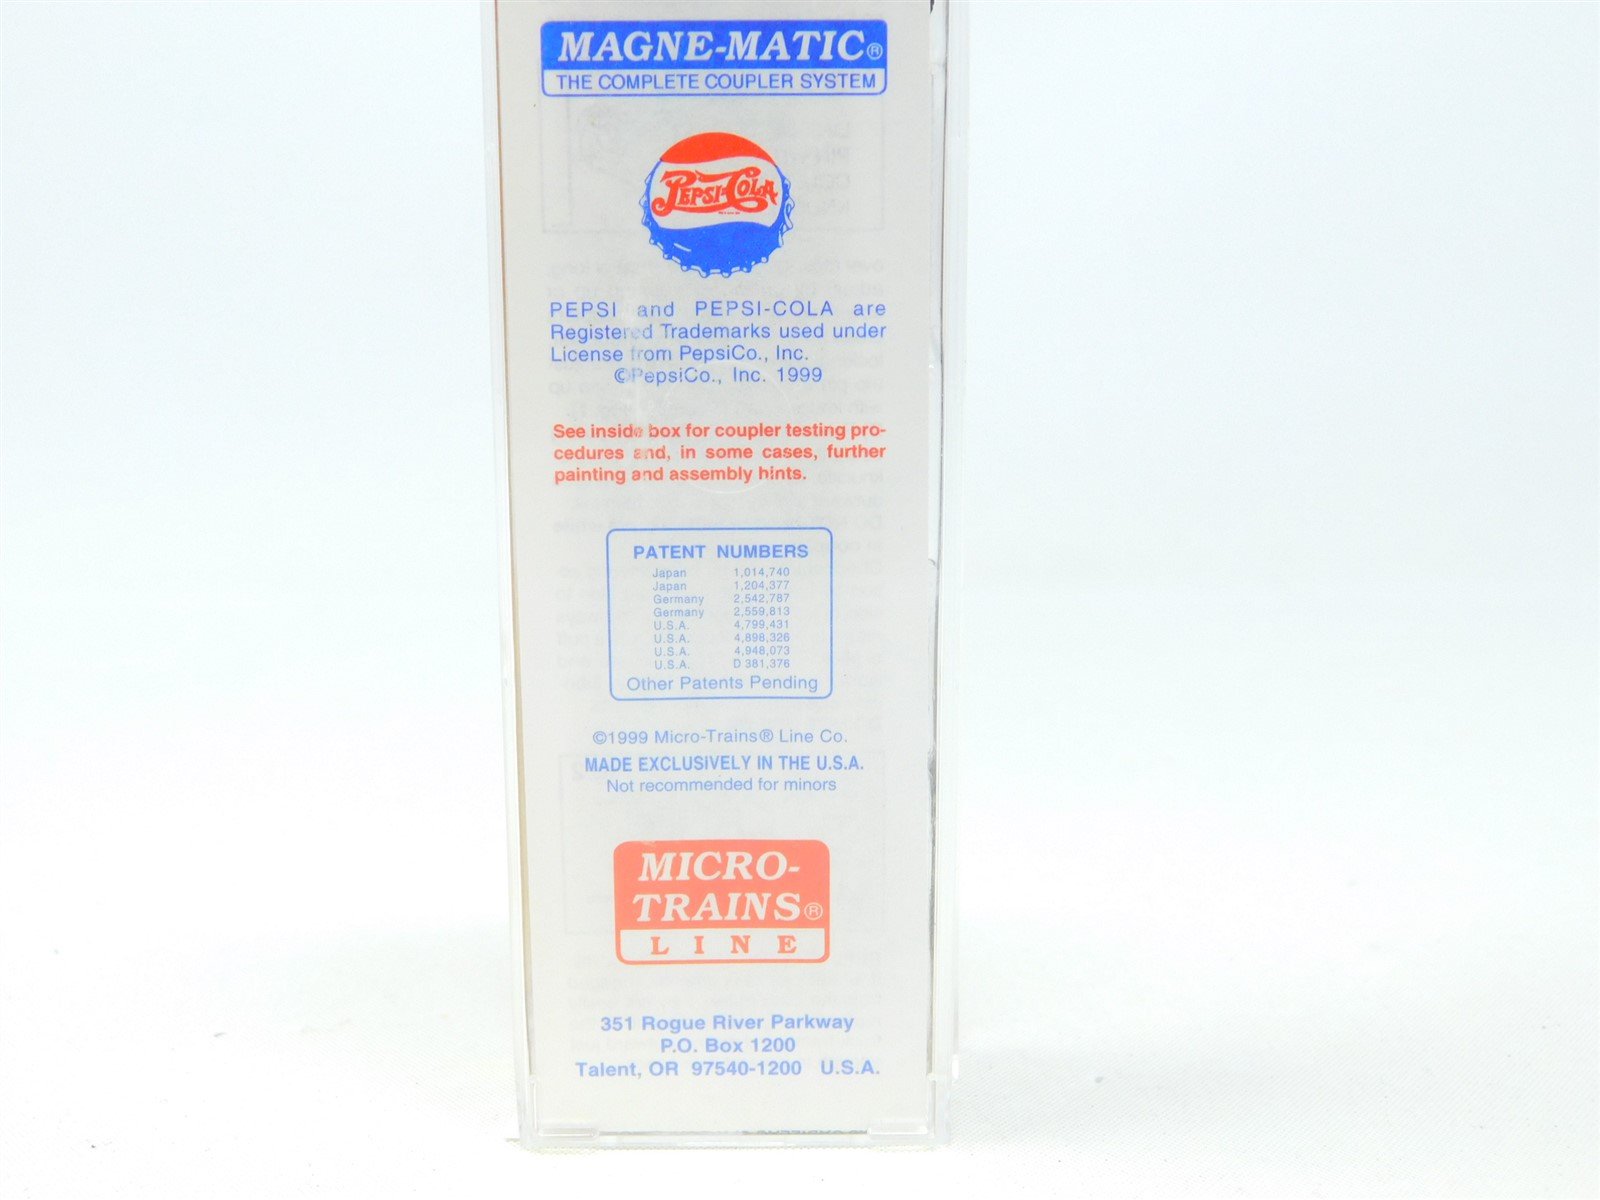 MAGNE-MATIC®
THE COMPLETE COUPLER SYSTEM
PEPSI-COLA
PEPSI and PEPSI-COLA are
Registered Trademarks used under
License from PepsiCo., Inc.
©PepsiCo., Inc. 1999
See inside box for coupler testing pro-
cedures and, in some cases, further
painting and assembly hints.
PATENT NUMBERS
Japan 1,014,740
Japan 1,204,377
Germany 2,542,787
Germany 2,559,813
U.S.A. 4,799,431
U.S.A. 4,898,326
U.S.A. 4,948,073
U.S.A. D 381,376
Other Patents Pending
©1999 Micro-Trains® Line Co.
MADE EXCLUSIVELY IN THE U.S.A.
Not recommended for minors
MICRO-
TRAINS®
LINE
351 Rogue River Parkway
P.O. Box 1200
Talent, OR 97540-1200 U.S.A.